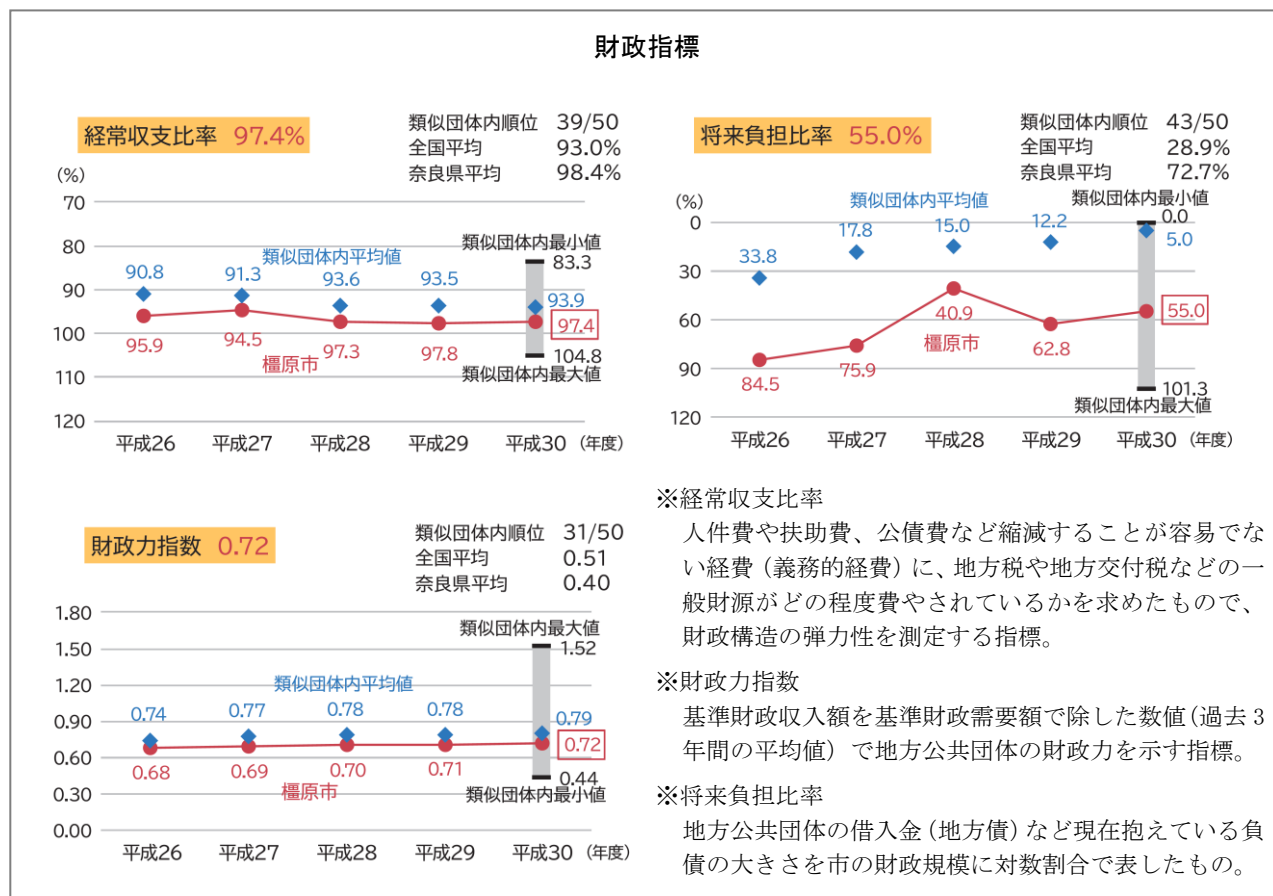 財政指標
経常収支比率 97.4%
類似団体内順位 39/50
全国平均 93.0%
奈良県平均 98.4%
(%)
70
80
90
100
110
120
類似団体内平均値
90.8
91.3
93.6
93.5
93.9
95.9
94.5
97.3
97.8
97.4
橿原市
類似団体内最小値
83.3
104.8
類似団体内最大値
平成26 平成27 平成28 平成29 平成30 (年度)
将来負担比率 55.0%
類似団体内順位 43/50
全国平均 28.9%
奈良県平均 72.7%
(%)
0
30
60
90
120
類似団体内平均値
33.8
17.8
15.0
12.2
5.0
84.5
75.9
40.9
62.8
55.0
橿原市
類似団体内最小値
0.0
101.3
類似団体内最大値
平成26 平成27 平成28 平成29 平成30 (年度)
財政力指数 0.72
類似団体内順位 31/50
全国平均 0.51
奈良県平均 0.40
1.80
1.50
1.20
0.90
0.60
0.30
0.00
類似団体内最大値
1.52
類似団体内平均値
0.74
0.77
0.78
0.78
0.79
0.68
0.69
0.70
0.71
0.72
橿原市
0.44
類似団体内最小値
平成26 平成27 平成28 平成29 平成30 (年度)
※経常収支比率
人件費や扶助費、公債費など縮減することが容易でな
い経費(義務的経費)に、地方税や地方交付税などの一
般財源がどの程度費やされているかを求めたもので、
財政構造の弾力性を測定する指標。
※財政力指数
基準財政収入額を基準財政需要額で除した数値(過去3
年間の平均値)で地方公共団体の財政力を示す指標。
※将来負担比率
地方公共団体の借入金(地方債)など現在抱えている負
債の大きさを市の財政規模に対数割合で表したもの。